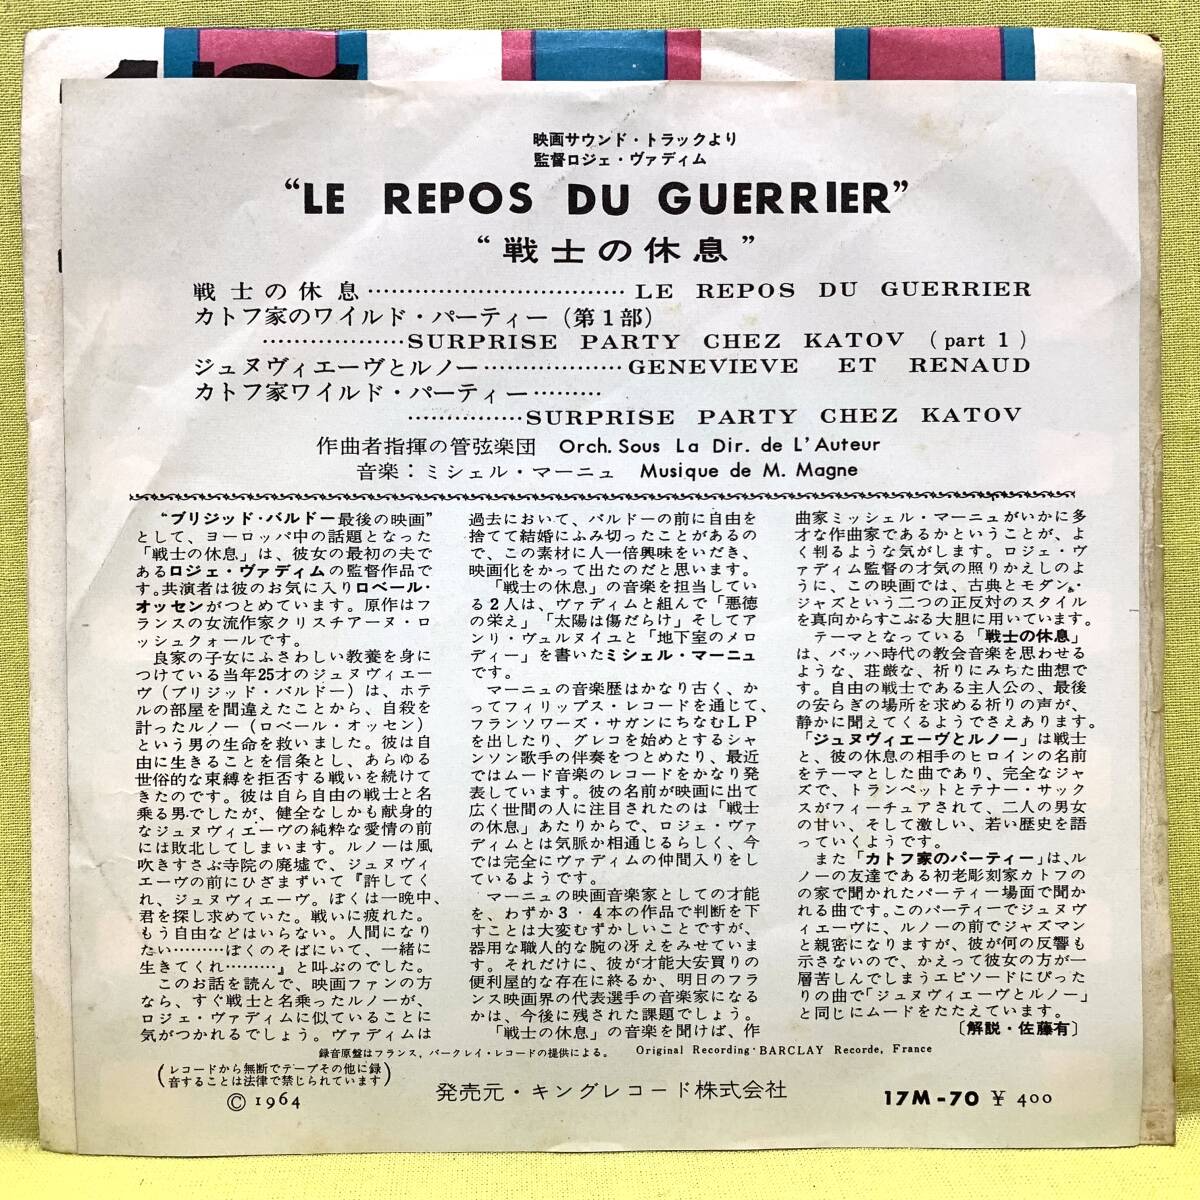 映画サウンド・トラックより
監督ロジェ・ヴァディム
“LE REPOS DU GUERRIER”
“戦士の休息”
戦士の休息……………………………LE REPOS DU GUERRIER
カトフ家のワイルド・パーティー（第１部）
………………SURPRISE PARTY CHEZ KATOV (part 1)
ジュヌヴィエーヴとルノー………………GENEVIEVE ET RENAUD
カトフ家ワイルド・パーティー………
……………SURPRISE PARTY CHEZ KATOV
作曲者指揮の管弦楽団 Orch. Sous La Dir. de L'Auteur
音楽：ミシェル・マーニュ Musique de M. Magne
“ブリジッド・バルドー最後の映画”
として、ヨーロッパ中の話題となった
「戦士の休息」は、彼女の最初の夫で
あるロジェ・ヴァディムの監督作品で
す。共演者は彼のお気に入りロベール・
オッセンがつとめています。原作はフ
ランスの女流作家クリスチアーヌ・ロ
ッシュクォールです。
良家の子女にふさわしい教養を身に
つけている当年25才のジュヌヴィエー
ヴ（ブリジッド・バルドー）は、ホテ
ルの部屋を間違えたことから、自殺を
計ったルノー（ロベール・オッセン）
という男の生命を救いました。彼は自
由に生きることを信条とし、あらゆる
世俗的な束縛を拒否する戦いを続けて
きたのです。彼は自ら自由の戦士と名
乗る男でしたが、健全なしかも献身的
なジュヌヴィエーヴの純粋な愛情の前
には敗北してしまいます。ルノーは風
吹きすさぶ寺院の廃墟で、ジュヌヴィ
エーヴの前にひざまずいて『許してく
れ、ジュヌヴィエーヴ。ぼくは一晩中、
君を探し求めていた。戦いに疲れた。
もう自由などはいらない。人間になり
たい………ぼくのそばにいて、一緒に
生きてくれ………』と叫ぶのでした。
このお話を読んで、映画ファンの方
なら、すぐ戦士と名乗ったルノーが、
ロジェ・ヴァディムに似ていることに
気がつかれるでしょう。ヴァディムは
過去において、バルドーの前に自由を
捨てて結婚にふみ切ったことがあるの
で、この素材に人一倍興味をいだき、
映画化をかって出たのだと思います。
「戦士の休息」の音楽を担当してい
る２人は、ヴァディムと組んで「悪徳
の栄え」「太陽は傷だらけ」そしてア
ンリ・ヴェルヌイユと「地下室のメロ
ディー」を書いたミシェル・マーニュ
です。
マーニュの音楽歴はかなり古く、か
ってフィリップス・レコードを通じて、
フランソワーズ・サガンにちなむＬＰ
を出したり、グレコを始めとするシャ
ンソン歌手の伴奏をつとめたり、最近
ではムード音楽のレコードをかなり発
表しています。彼の名前が映画に出て
広く世間の人に注目されたのは「戦士
の休息」あたりからで、ロジェ・ヴァ
ディムとは気脈か相通じるらしく、今
では完全にヴァディムの仲間入りをし
ているようです。
マーニュの映画音楽家としての才能
を、わずか３・４本の作品で判断を下
すことは大変むずかしいことですが、
器用な職人的な腕の冴えをみせていま
す。それだけに、彼が才能大安買りの
便利屋的な存在に終るか、明日のフラ
ンス映画界の代表選手の音楽家になる
かは、今後に残された課題でしょう。
「戦士の休息」の音楽を聞けば、作
曲家ミッシェル・マーニュがいかに多
才な作曲家であるかということが、よ
く判るような気がします。ロジェ・ヴ
ァディム監督の才気の照りかえしのよ
うに、この映画では、古典とモダン・
ジャズという二つの正反対のスタイル
を真向からすこぶる大胆に用いています。
テーマとなっている「戦士の休息」
は、バッハ時代の教会音楽を思わせる
ような、荘厳な、祈りにみちた曲想で
す。自由の戦士である主人公の、最後
の安らぎの場所を求める祈りの声が、
静かに聞えてくるようでさえあります。
「ジュヌヴィエーヴとルノー」は戦士
と、彼の休息の相手のヒロインの名前
をテーマとした曲であり、完全なジャ
ズで、トランペットとテナー・サック
スがフィーチュアされて、二人の男女
の甘い、そして激しい、若い歴史を語
っていくようです。
また「カトフ家のパーティー」は、ル
ノーの友達である初老彫刻家カトフの
の家で聞かれたパーティー場面で聞か
れる曲です。このパーティーでジュヌヴ
ィエーヴに、ルノーの前でジャズマン
と親密になりますが、彼が何の反響も
示さないので、かえって彼女の方が一
層苦しんでしまうエピソードにぴった
りの曲で「ジュヌヴィエーヴとルノー」
と同じにムードをたたえています。
〔解説・佐藤有〕
録音原盤はフランス、バークレイ・レコードの提供による。 Original Recording・BARCLAY Recorde, France
（レコードから無断でテープその他に録
音することは法律で禁じられています）
© 1964
発売元・キングレコード株式会社
17M-70 ¥ 400